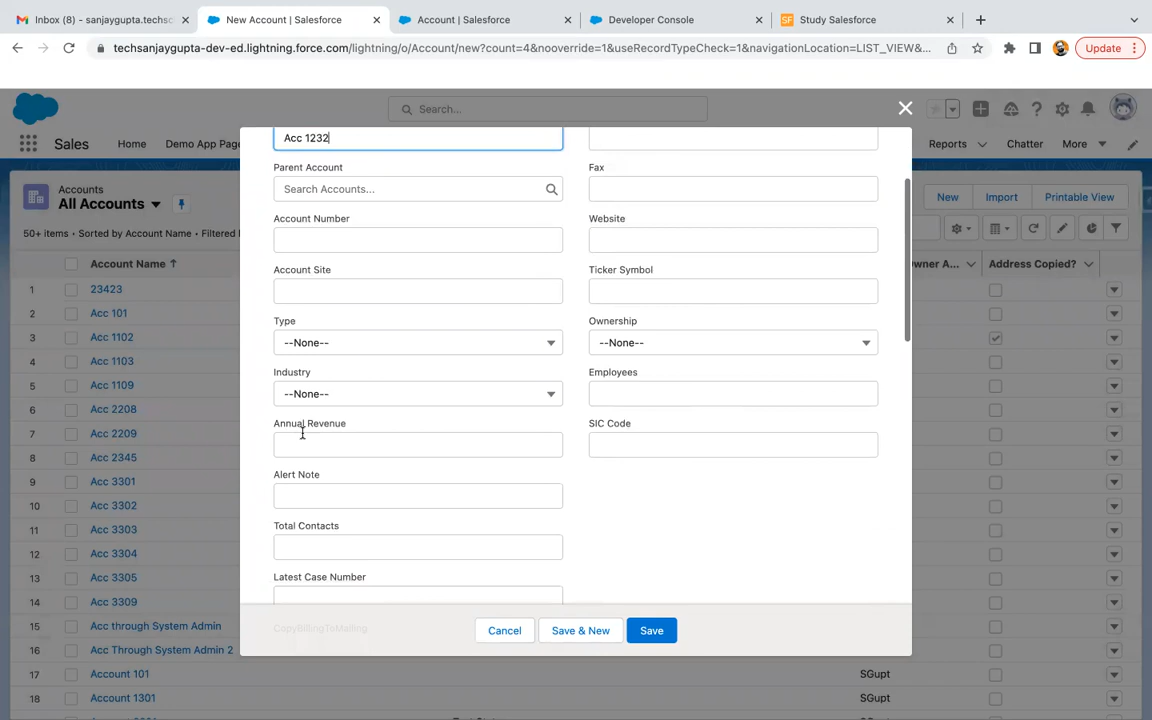 Inbox (8) - sanjaygupta.techsc
New Account | Salesforce
Account | Salesforce
Developer Console
SF Study Salesforce
techsanjaygupta-dev-ed.lightning.force.com/lightning/o/Account/new?count=4&nooverride=1&useRecordTypeCheck=1&navigationLocation=LIST_VIEW&...
Update
Search...
Sales
Home
Demo App Page
Reports
Chatter
More
Accounts
All Accounts
New
Import
Printable View
50+ items • Sorted by Account Name • Filtered
Account Name
wner A...
Address Copied?
1 23423
2 Acc 101
3 Acc 1102
4 Acc 1103
5 Acc 1109
6 Acc 2208
7 Acc 2209
8 Acc 2345
9 Acc 3301
10 Acc 3302
11 Acc 3303
12 Acc 3304
13 Acc 3305
14 Acc 3309
15 Acc through System Admin
16 Acc Through System Admin 2
17 Account 101 SGupt
18 Account 1301 SGupt
Acc 1232
Parent Account
Search Accounts...
Fax
Account Number
Website
Account Site
Ticker Symbol
Type
--None--
Ownership
--None--
Industry
--None--
Employees
Annual Revenue
SIC Code
Alert Note
Total Contacts
Latest Case Number
CopyBillingToMailing
Cancel
Save & New
Save